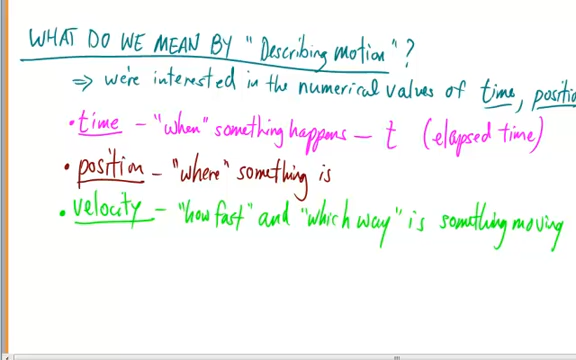 WHAT DO WE MEAN BY "Describing motion"?
⇒ we're interested in the numerical values of time, positio
• time – "when" something happens – t (elapsed time)
• position – "where" something is
• velocity – "how fast" and "which way" is something moving